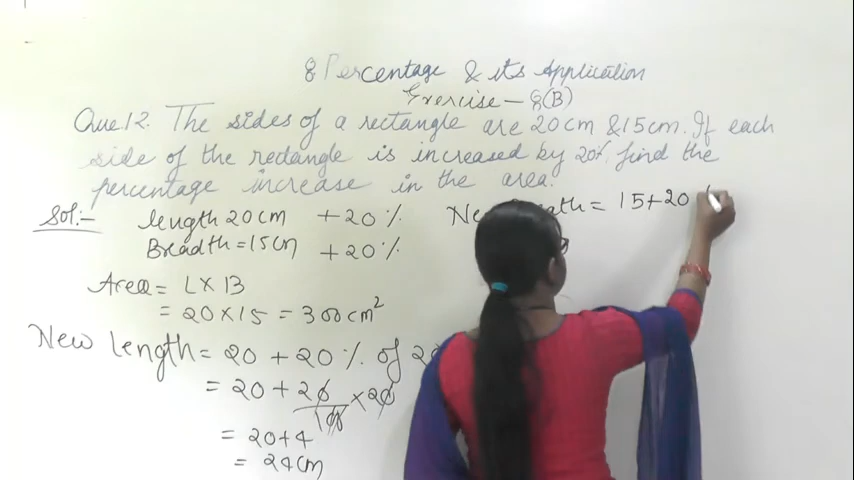 8 Percentage & its Application
Exercise - 8(B)
Que.12. The sides of a rectangle are 20cm & 15cm. If each
side of the rectangle is increased by 20%. find the
percentage increase in the area.
Sol:- length 20cm +20%
Breadth = 15cm +20%
Area = L×B
= 20×15 = 300cm²
New length = 20 + 20% of
= 20 + 20/100 × 20
= 20+4
= 24cm
= 15+20